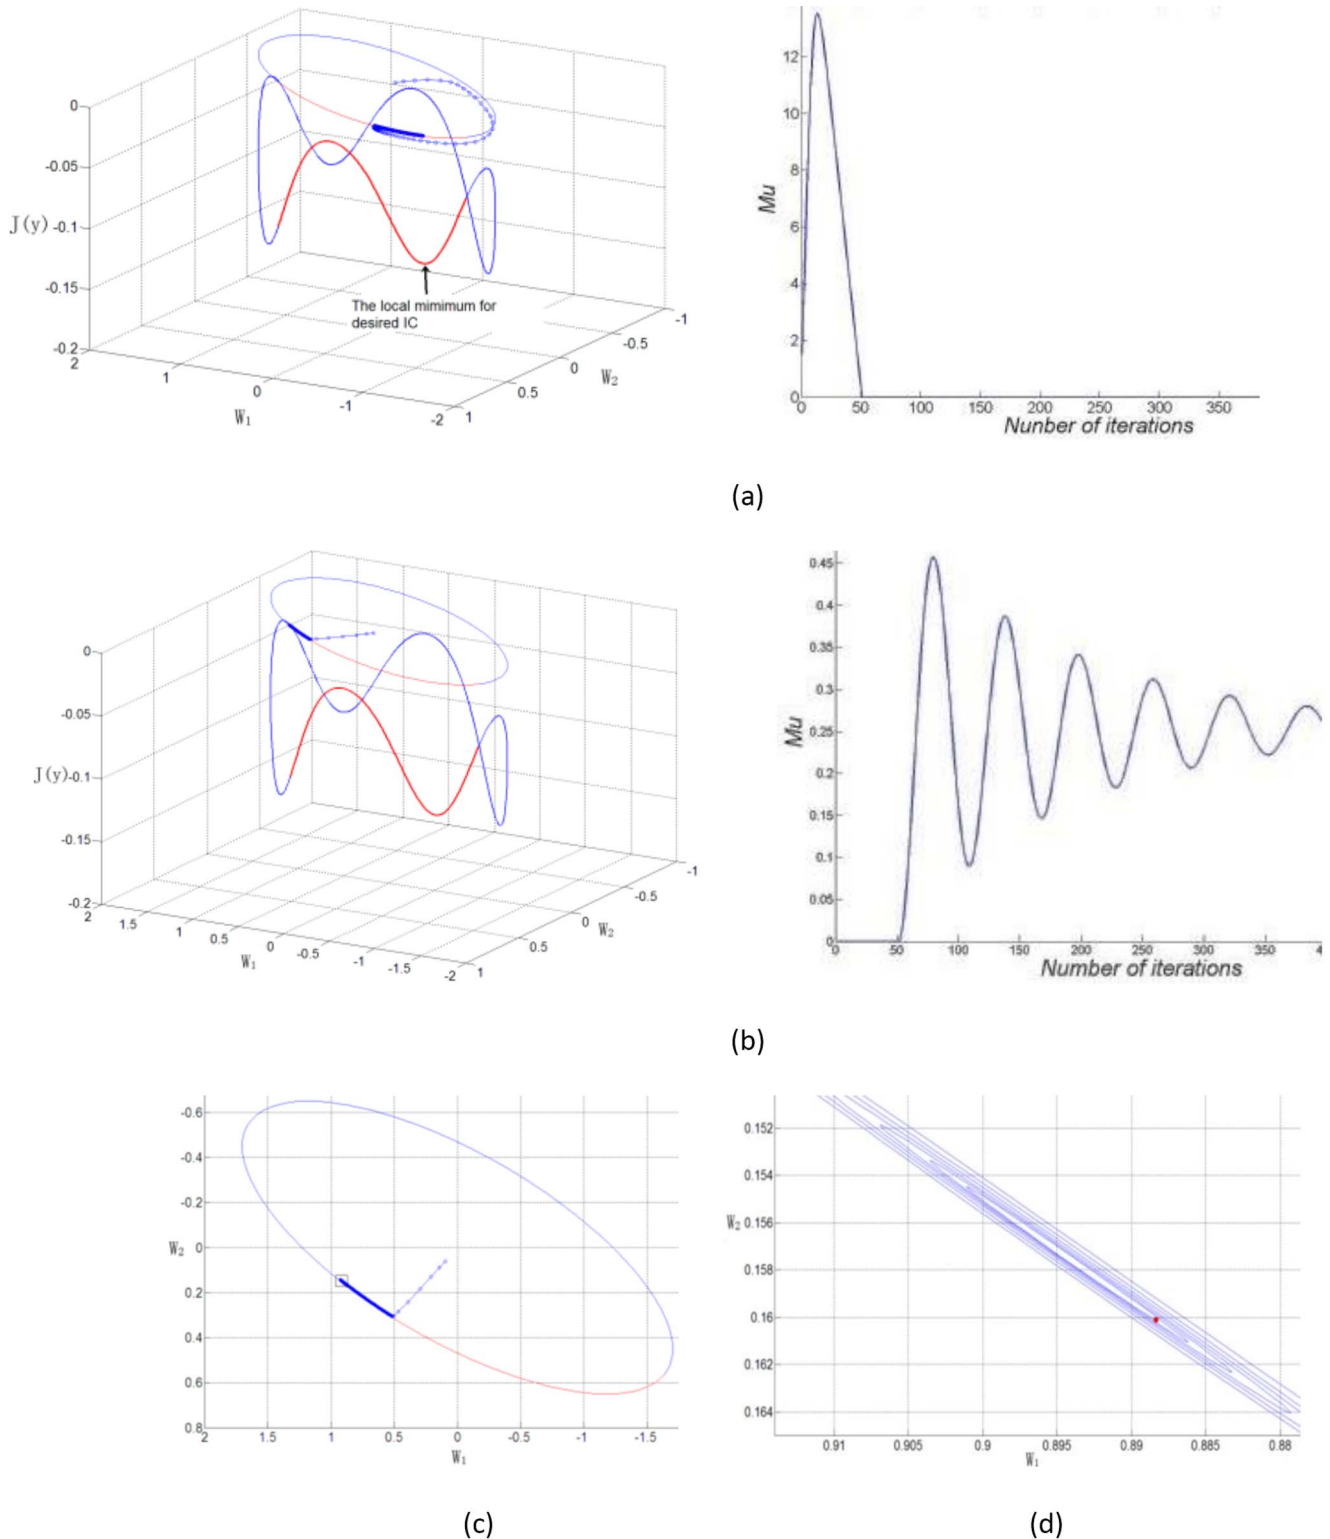 0
-0.05
J(y)
-0.1
-0.15
-0.2
2
1
0
-1
-2
W₁
1
0.5
0
-0.5
-1
W₂
The local mimimum for
desired IC
12
10
8
6
4
2
0
Mu
0 50 100 150 200 250 300 350
Nunber of iterations
(a)
0
-0.05
J(y)
-0.1
-0.15
-0.2
2
1.5
1
0.5
0
-0.5
-1
-1.5
-2
W₁
1
0.5
0
-0.5
-1
W₂
0.45
0.4
0.35
0.3
0.25
0.2
0.15
0.1
0.05
0
Mu
0 50 100 150 200 250 300 350 4
Number of iterations
(b)
-0.6
-0.4
-0.2
W₂ 0
0.2
0.4
0.6
0.8
2 1.5 1 0.5 0 -0.5 -1 -1.5
W₁
0.152
0.154
W₂ 0.156
0.158
0.16
0.162
0.164
0.91 0.905 0.9 0.895 0.89 0.885 0.88
W₁
(c) (d)